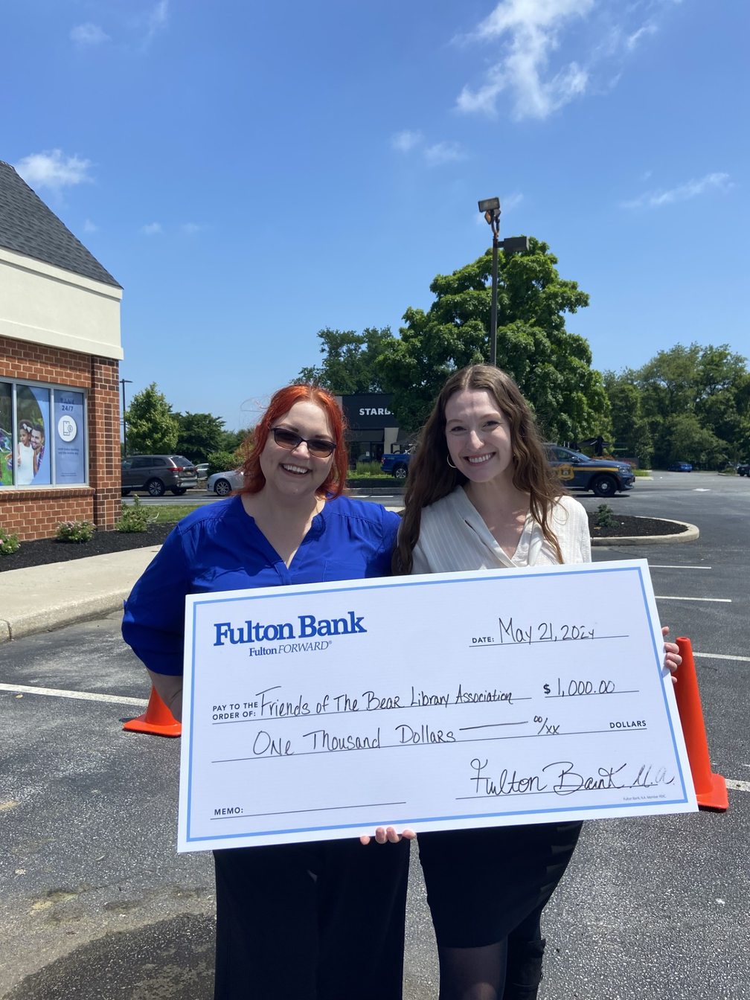 BANK
24/7
STARB
Fulton Bank
Fulton FORWARD®
DATE: May 21, 2024
PAY TO THE
ORDER OF: Friends of The Bear Library Association $ 1,000.00
One Thousand Dollars 00/xx DOLLARS
Fulton Bank N.A.
MEMO:
Fulton Bank, N.A. Member FDIC.